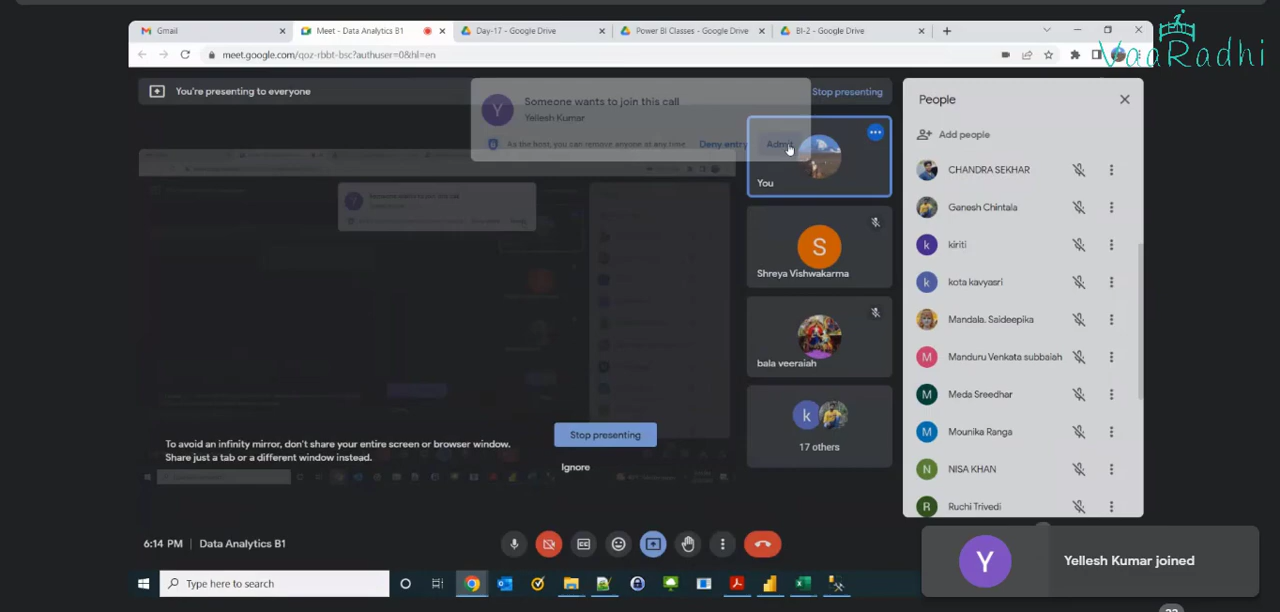 VaaRadhi
Gmail
Meet - Data Analytics B1
Day-17 - Google Drive
Power BI Classes - Google Drive
BI-2 - Google Drive
meet.google.com/qoz-rbbt-bsc?authuser=0&hl=en
You're presenting to everyone
Stop presenting
Someone wants to join this call
Y
Yellesh Kumar
As the host, you can remove anyone at any time
Deny entry
Admit
You
S
Shreya Vishwakarma
bala veeraiah
k
17 others
To avoid an infinity mirror, don't share your entire screen or browser window.
Share just a tab or a different window instead.
Stop presenting
Ignore
People
Add people
CHANDRA SEKHAR
Ganesh Chintala
k kiriti
k kota kavyasri
Mandala. Saideepika
M Manduru Venkata subbaiah
M Meda Sreedhar
M Mounika Ranga
N NISA KHAN
R Ruchi Trivedi
6:14 PM | Data Analytics B1
Y Yellesh Kumar joined
Type here to search